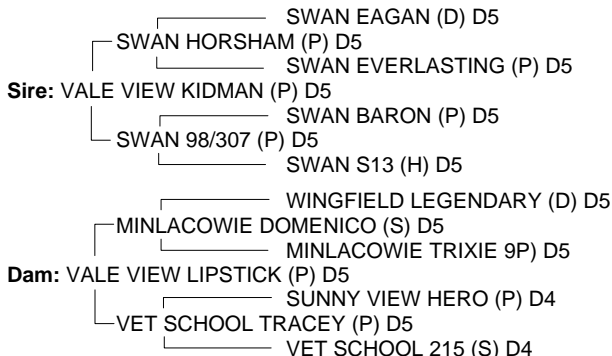 SWAN EAGAN (D) D5
SWAN HORSHAM (P) D5
SWAN EVERLASTING (P) D5
Sire: VALE VIEW KIDMAN (P) D5
SWAN BARON (P) D5
SWAN 98/307 (P) D5
SWAN S13 (H) D5
WINGFIELD LEGENDARY (D) D5
MINLACOWIE DOMENICO (S) D5
MINLACOWIE TRIXIE 9P) D5
Dam: VALE VIEW LIPSTICK (P) D5
SUNNY VIEW HERO (P) D4
VET SCHOOL TRACEY (P) D5
VET SCHOOL 215 (S) D4